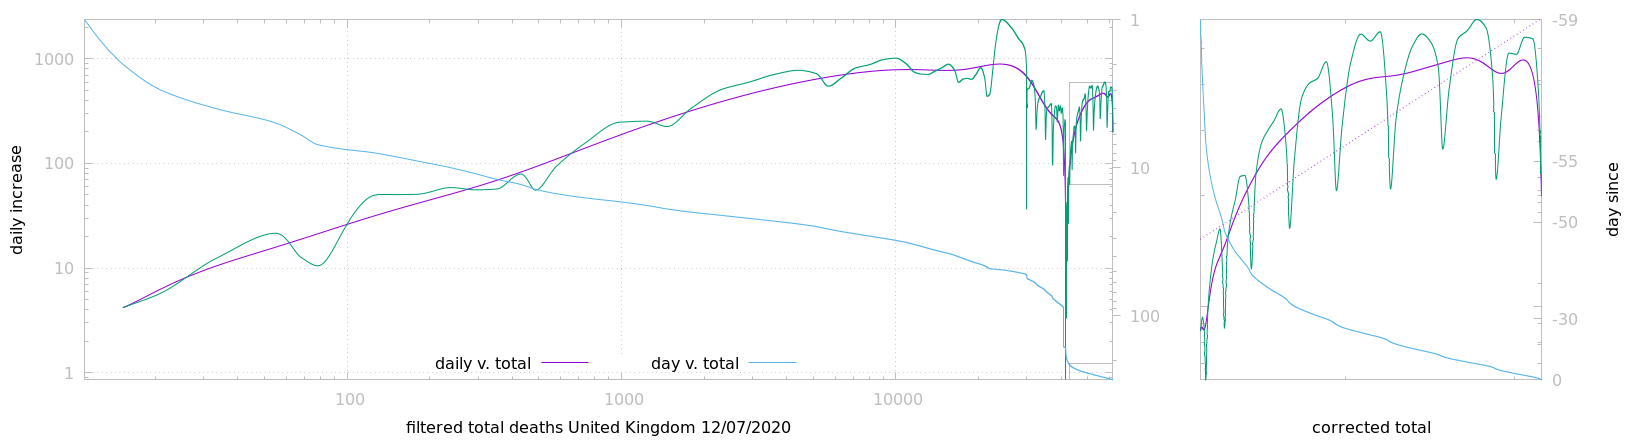 1000
100
10
1
daily increase
daily v. total
day v. total
1
10
100
100
1000
10000
filtered total deaths United Kingdom 12/07/2020
-59
-55
-50
-30
0
day since
corrected total